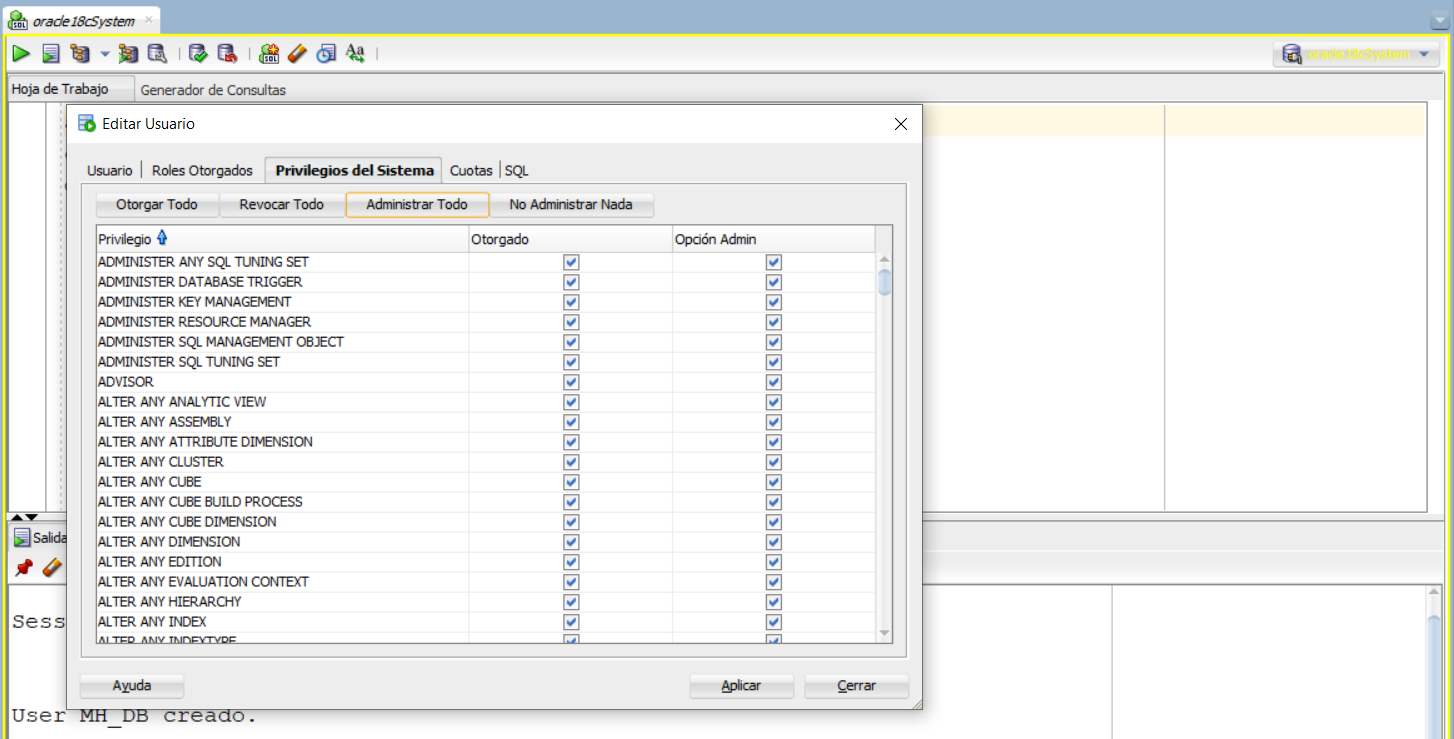 oracle18cSystem
oracle18cSystem
Hoja de Trabajo
Generador de Consultas
Editar Usuario
Usuario
Roles Otorgados
Privilegios del Sistema
Cuotas
SQL
Otorgar Todo
Revocar Todo
Administrar Todo
No Administrar Nada
Privilegio
Otorgado
Opción Admin
ADMINISTER ANY SQL TUNING SET
ADMINISTER DATABASE TRIGGER
ADMINISTER KEY MANAGEMENT
ADMINISTER RESOURCE MANAGER
ADMINISTER SQL MANAGEMENT OBJECT
ADMINISTER SQL TUNING SET
ADVISOR
ALTER ANY ANALYTIC VIEW
ALTER ANY ASSEMBLY
ALTER ANY ATTRIBUTE DIMENSION
ALTER ANY CLUSTER
ALTER ANY CUBE
ALTER ANY CUBE BUILD PROCESS
ALTER ANY CUBE DIMENSION
ALTER ANY DIMENSION
ALTER ANY EDITION
ALTER ANY EVALUATION CONTEXT
ALTER ANY HIERARCHY
ALTER ANY INDEX
ALTER ANY INDEXTYPE
Salida
Sess
Ayuda
Aplicar
Cerrar
User MH_DB creado.